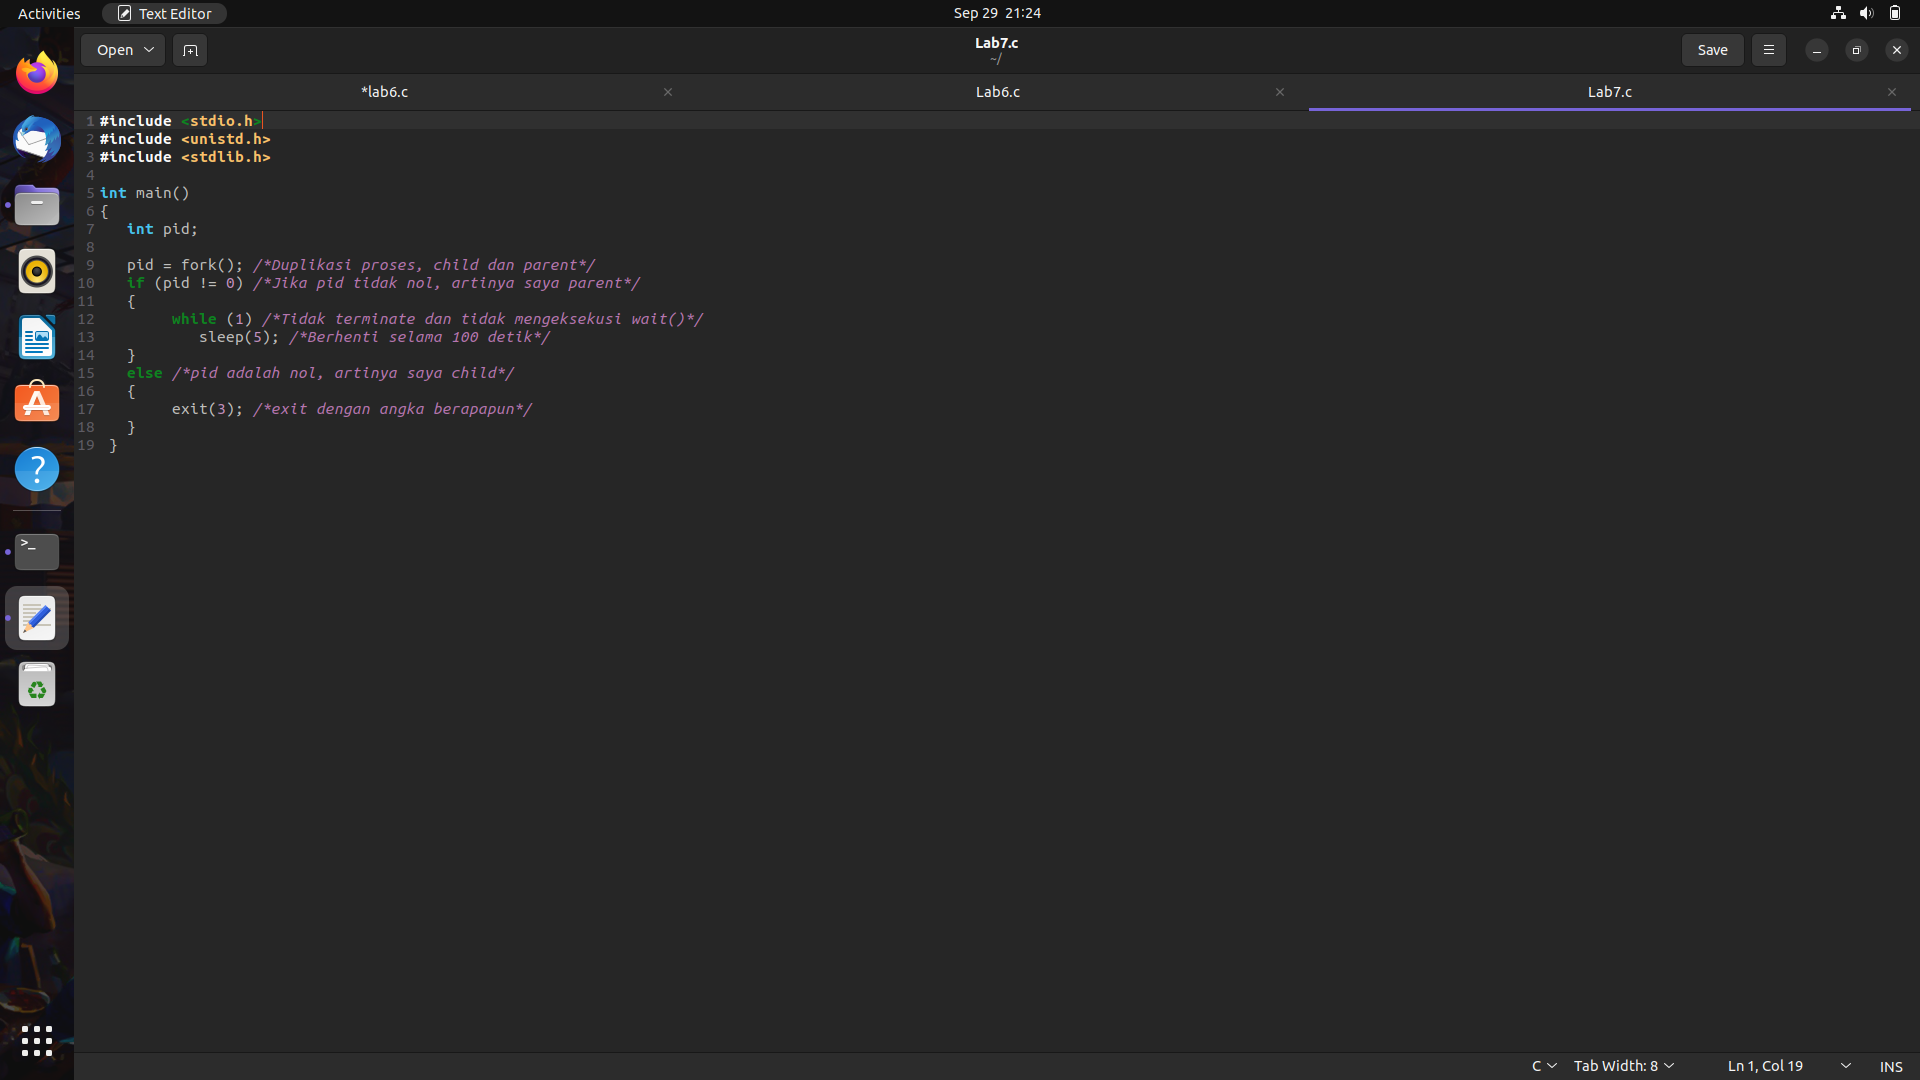 Activities Text Editor Sep 29 21:24
Open Lab7.c Save
~/
*lab6.c Lab6.c Lab7.c
1 #include <stdio.h>
2 #include <unistd.h>
3 #include <stdlib.h>
4
5 int main()
6 {
7 int pid;
8
9 pid = fork(); /*Duplikasi proses, child dan parent*/
10 if (pid != 0) /*Jika pid tidak nol, artinya saya parent*/
11 {
12 while (1) /*Tidak terminate dan tidak mengeksekusi wait()*/
13 sleep(5); /*Berhenti selama 100 detik*/
14 }
15 else /*pid adalah nol, artinya saya child*/
16 {
17 exit(3); /*exit dengan angka berapapun*/
18 }
19 }
C Tab Width: 8 Ln 1, Col 19 INS